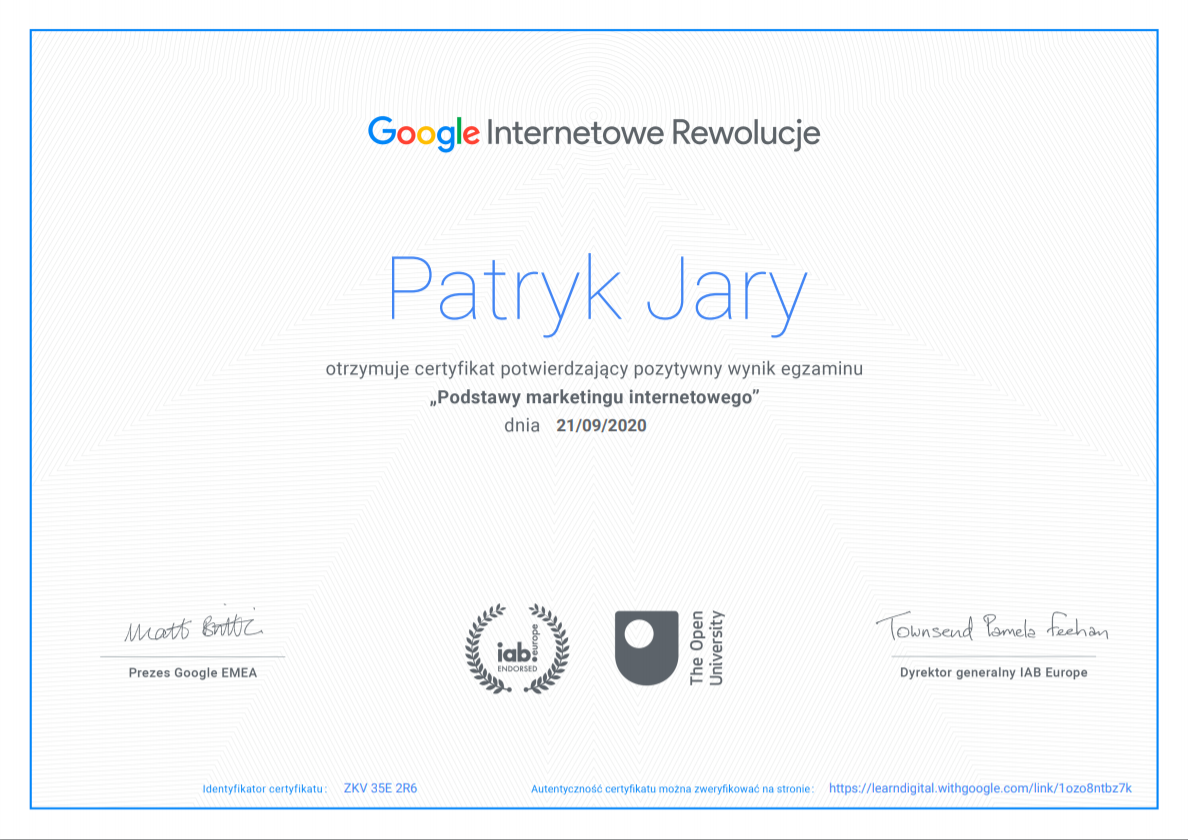 Google Internetowe Rewolucje
Patryk Jary
otrzymuje certyfikat potwierdzający pozytywny wynik egzaminu
„Podstawy marketingu internetowego”
dnia 21/09/2020
Matt Brittin
Prezes Google EMEA
iab.
europe
ENDORSED
The Open
University
Townsend Pamela Feehan
Dyrektor generalny IAB Europe
Identyfikator certyfikatu: ZKV 35E 2R6
Autentyczność certyfikatu można zweryfikować na stronie: https://learndigital.withgoogle.com/link/1ozo8ntbz7k